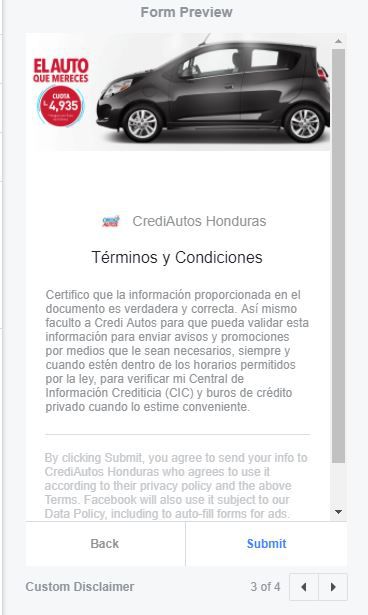 Form Preview
EL AUTO
QUE MERECES
CUOTA
L. 4,935
CREDI
AUTOS
CrediAutos Honduras
Términos y Condiciones
Certifico que la información proporcionada en el
documento es verdadera y correcta. Así mismo
faculto a Credi Autos para que pueda validar esta
información para enviar avisos y promociones
por medios que le sean necesarios, siempre y
cuando estén dentro de los horarios permitidos
por la ley, para verificar mi Central de
Información Crediticia (CIC) y buros de crédito
privado cuando lo estime conveniente.
By clicking Submit, you agree to send your info to
CrediAutos Honduras who agrees to use it
according to their privacy policy and the above
Terms. Facebook will also use it subject to our
Data Policy, including to auto-fill forms for ads.
Back
Submit
Custom Disclaimer
3 of 4